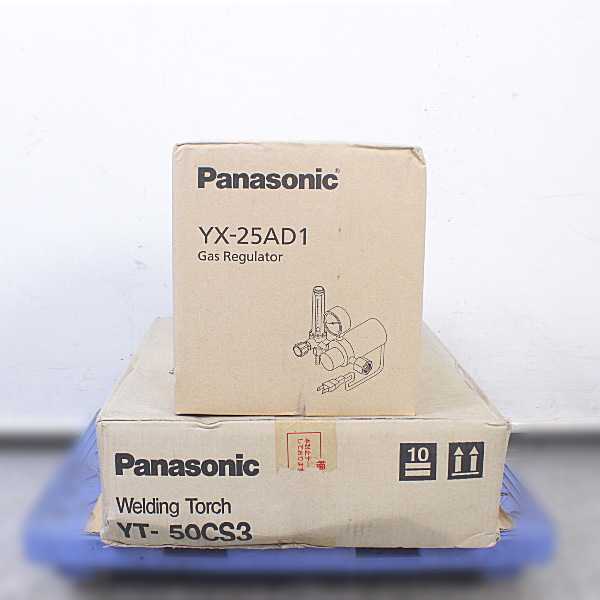 Panasonic
YX-25AD1
Gas Regulator
Panasonic
10
Welding Torch
YT- 50CS3